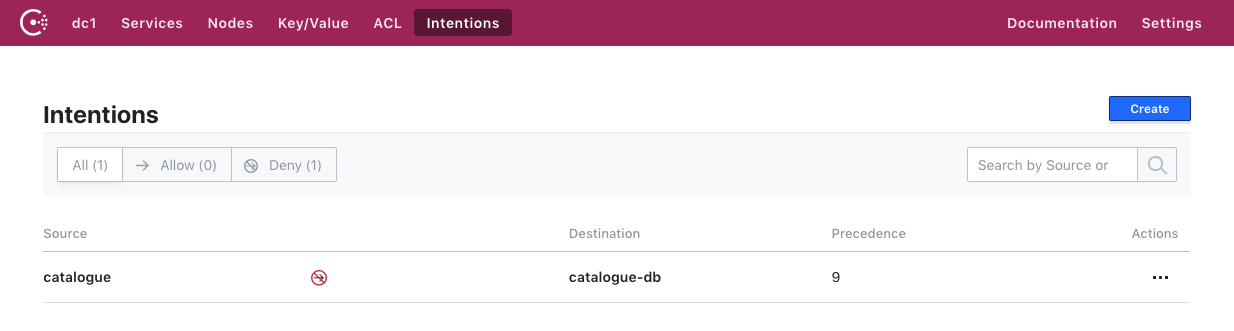 dc1 Services Nodes Key/Value ACL Intentions Documentation Settings
Intentions
Create
All (1) Allow (0) Deny (1) Search by Source or
Source Destination Precedence Actions
catalogue catalogue-db 9